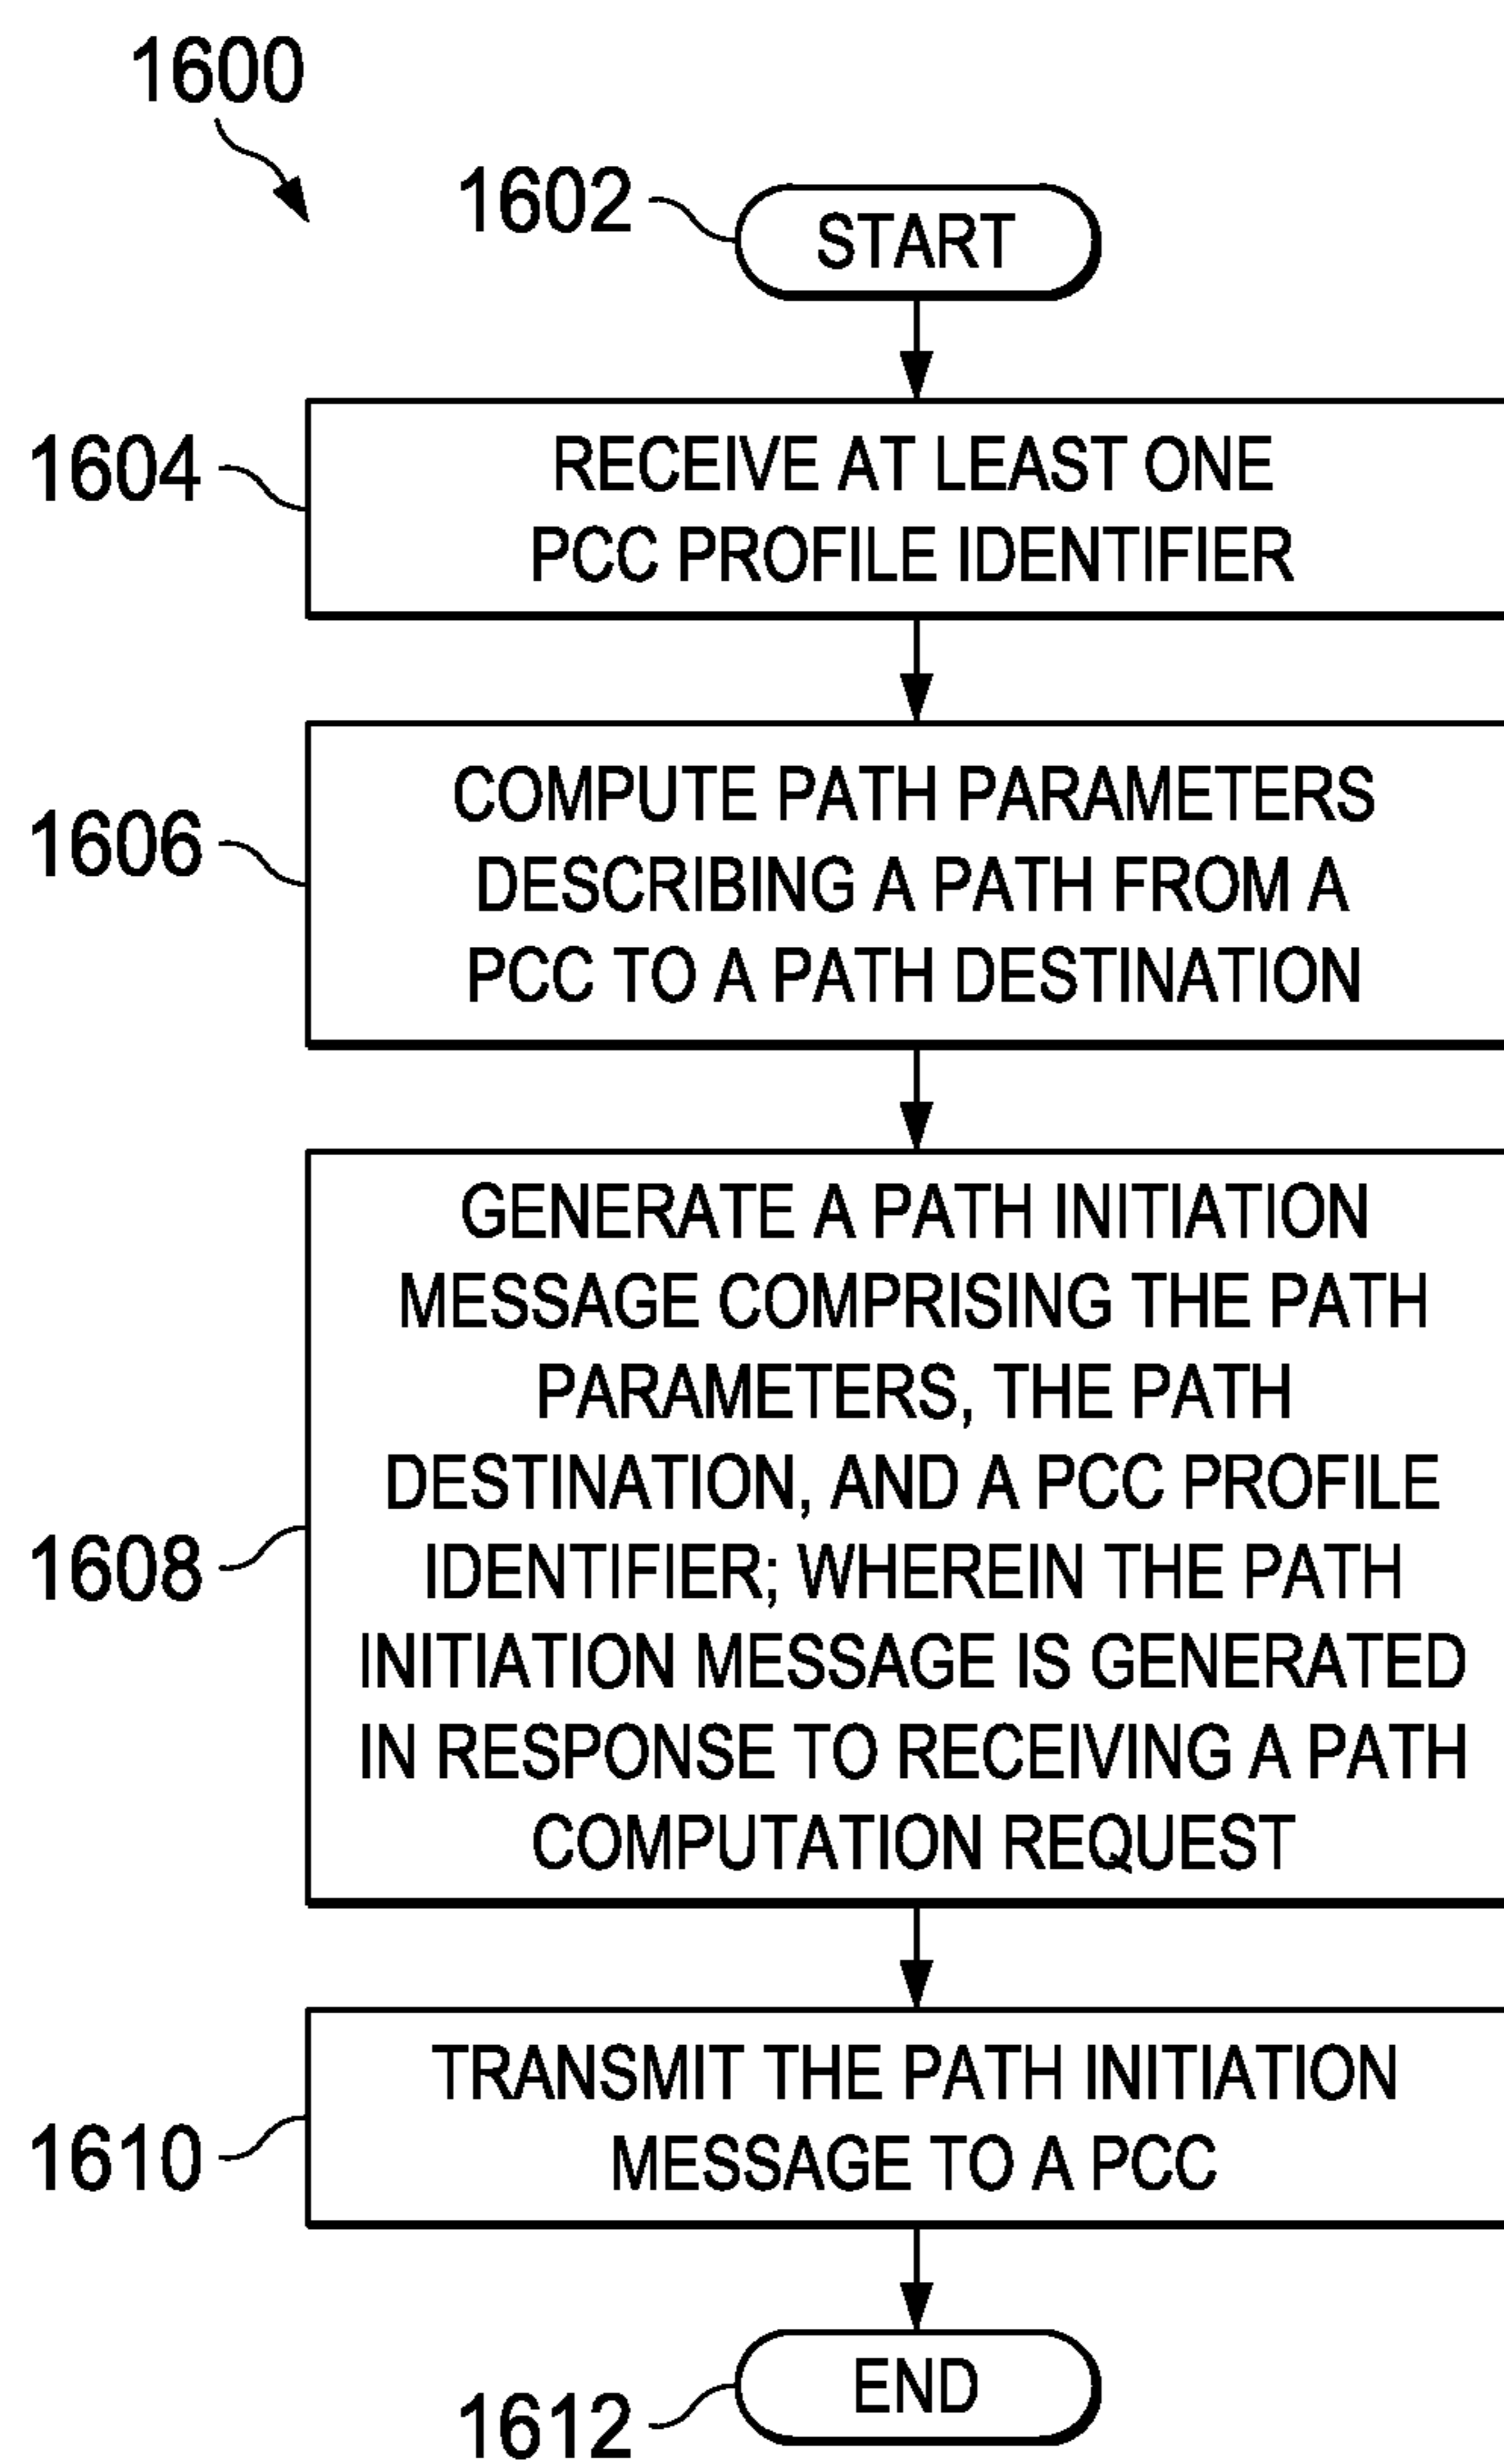 1600
1602
START
1604
RECEIVE AT LEAST ONE
PCC PROFILE IDENTIFIER
1606
COMPUTE PATH PARAMETERS
DESCRIBING A PATH FROM A
PCC TO A PATH DESTINATION
1608
GENERATE A PATH INITIATION
MESSAGE COMPRISING THE PATH
PARAMETERS, THE PATH
DESTINATION, AND A PCC PROFILE
IDENTIFIER; WHEREIN THE PATH
INITIATION MESSAGE IS GENERATED
IN RESPONSE TO RECEIVING A PATH
COMPUTATION REQUEST
1610
TRANSMIT THE PATH INITIATION
MESSAGE TO A PCC
1612
END